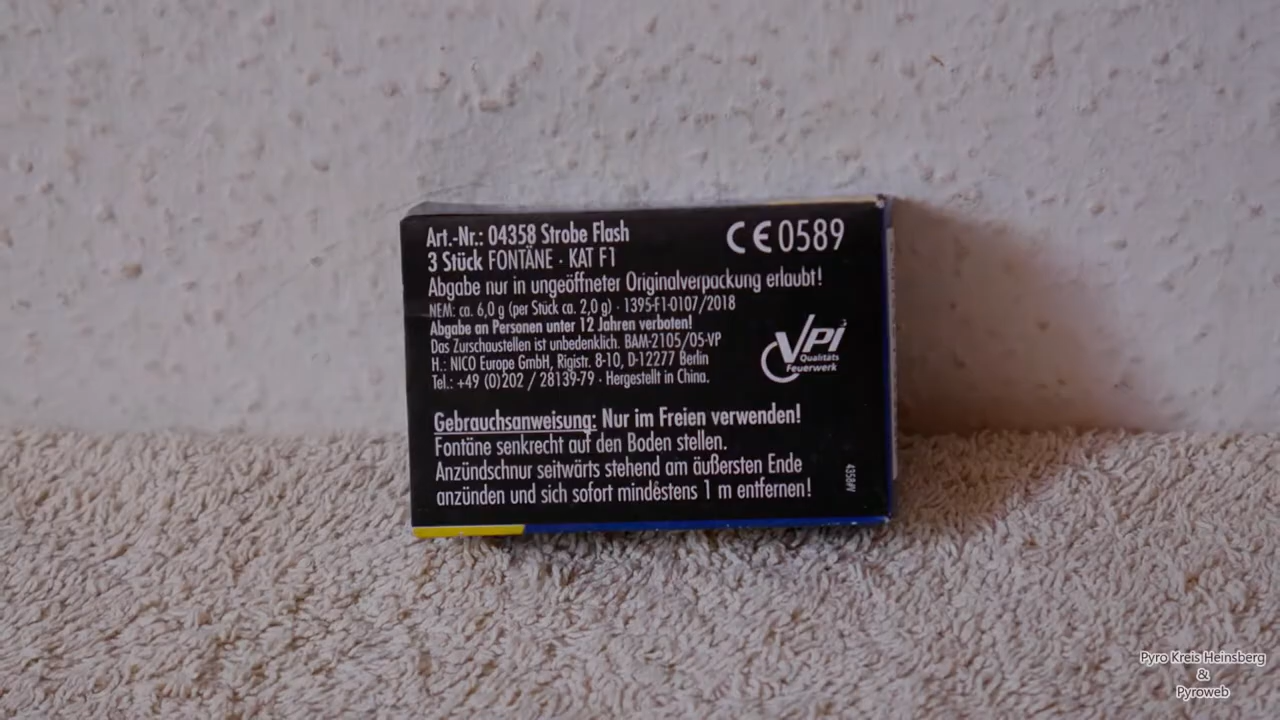 Art.-Nr.: 04358 Strobe Flash
3 Stück FONTÄNE · KAT F1
CE0589
Abgabe nur in ungeöffneter Originalverpackung erlaubt!
NEM: ca. 6,0 g (per Stück ca. 2,0 g) · 1395-F1-0107/2018
Abgabe an Personen unter 12 Jahren verboten!
Das Zurschaustellen ist unbedenklich. BAM-2105/05-VP
H.: NICO Europe GmbH, Rigistr. 8-10, D-12277 Berlin
Tel.: +49 (0)202 / 28139-79 · Hergestellt in China.
VPI
Qualitäts
Feuerwerk
Gebrauchsanweisung: Nur im Freien verwenden!
Fontäne senkrecht auf den Boden stellen.
Anzündschnur seitwärts stehend am äußersten Ende
anzünden und sich sofort mindestens 1 m entfernen!
Pyro Kreis Heinsberg
&
Pyroweb